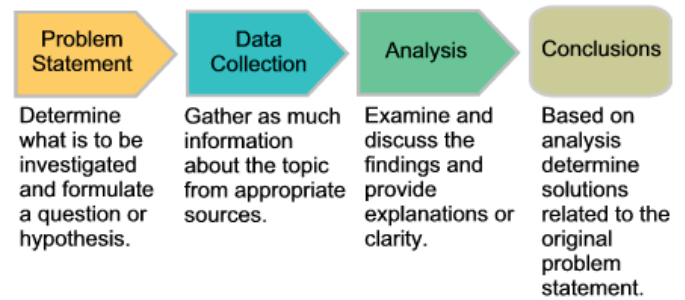 Problem
Statement
Data
Collection
Analysis
Conclusions
Determine
what is to be
investigated
and formulate
a question or
hypothesis.
Gather as much
information
about the topic
from appropriate
sources.
Examine and
discuss the
findings and
provide
explanations or
clarity.
Based on
analysis
determine
solutions
related to the
original
problem
statement.